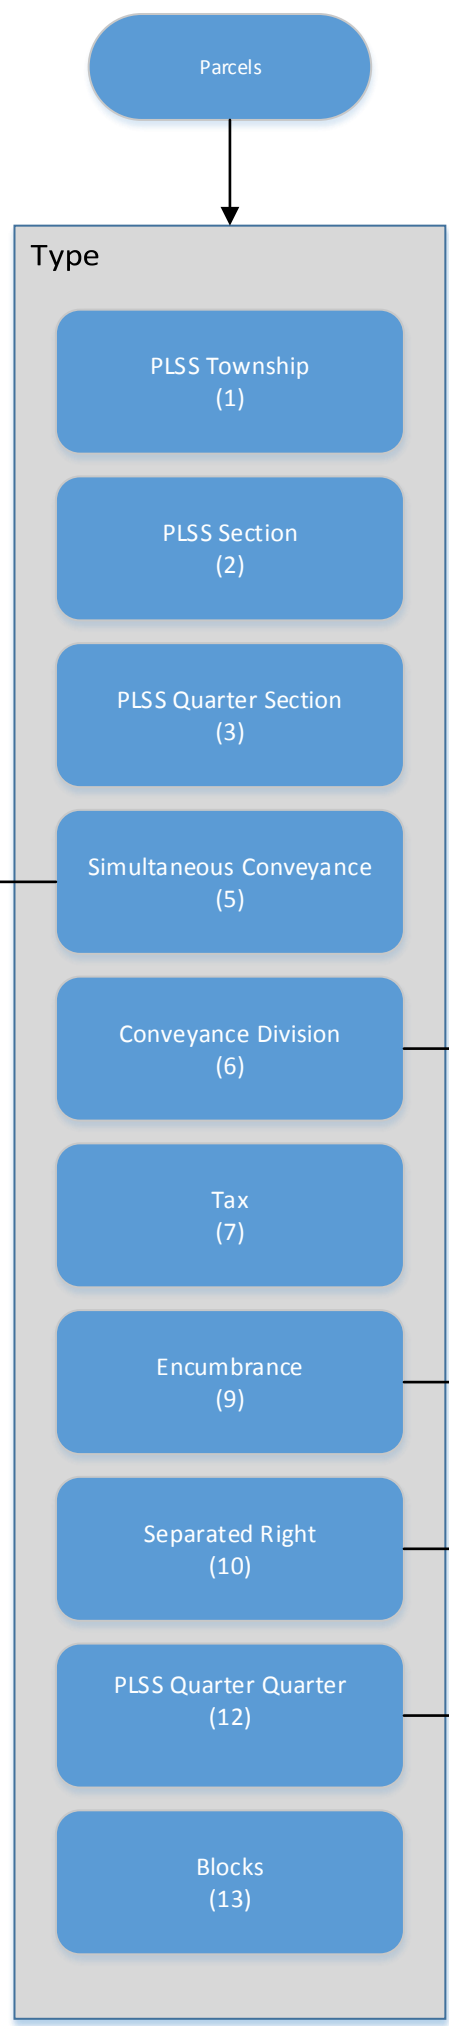 Parcels
Type
PLSS Township
(1)
PLSS Section
(2)
PLSS Quarter Section
(3)
Simultaneous Conveyance
(5)
Conveyance Division
(6)
Tax
(7)
Encumbrance
(9)
Separated Right
(10)
PLSS Quarter Quarter
(12)
Blocks
(13)